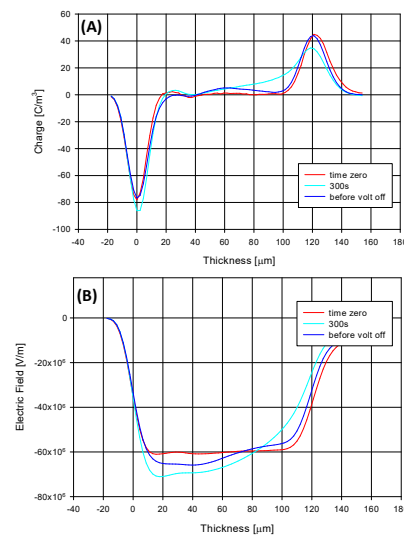 (A)
60
40
20
0
-20
-40
-60
-80
-100
Charge [C/m³]
time zero
300s
before volt off
-40 -20 0 20 40 60 80 100 120 140 160 180
Thickness [μm]
(B)
0
-20x10⁶
-40x10⁶
-60x10⁶
-80x10⁶
Electric Field [V/m]
time zero
300s
before volt off
-40 -20 0 20 40 60 80 100 120 140 160 180
Thickness [μm]